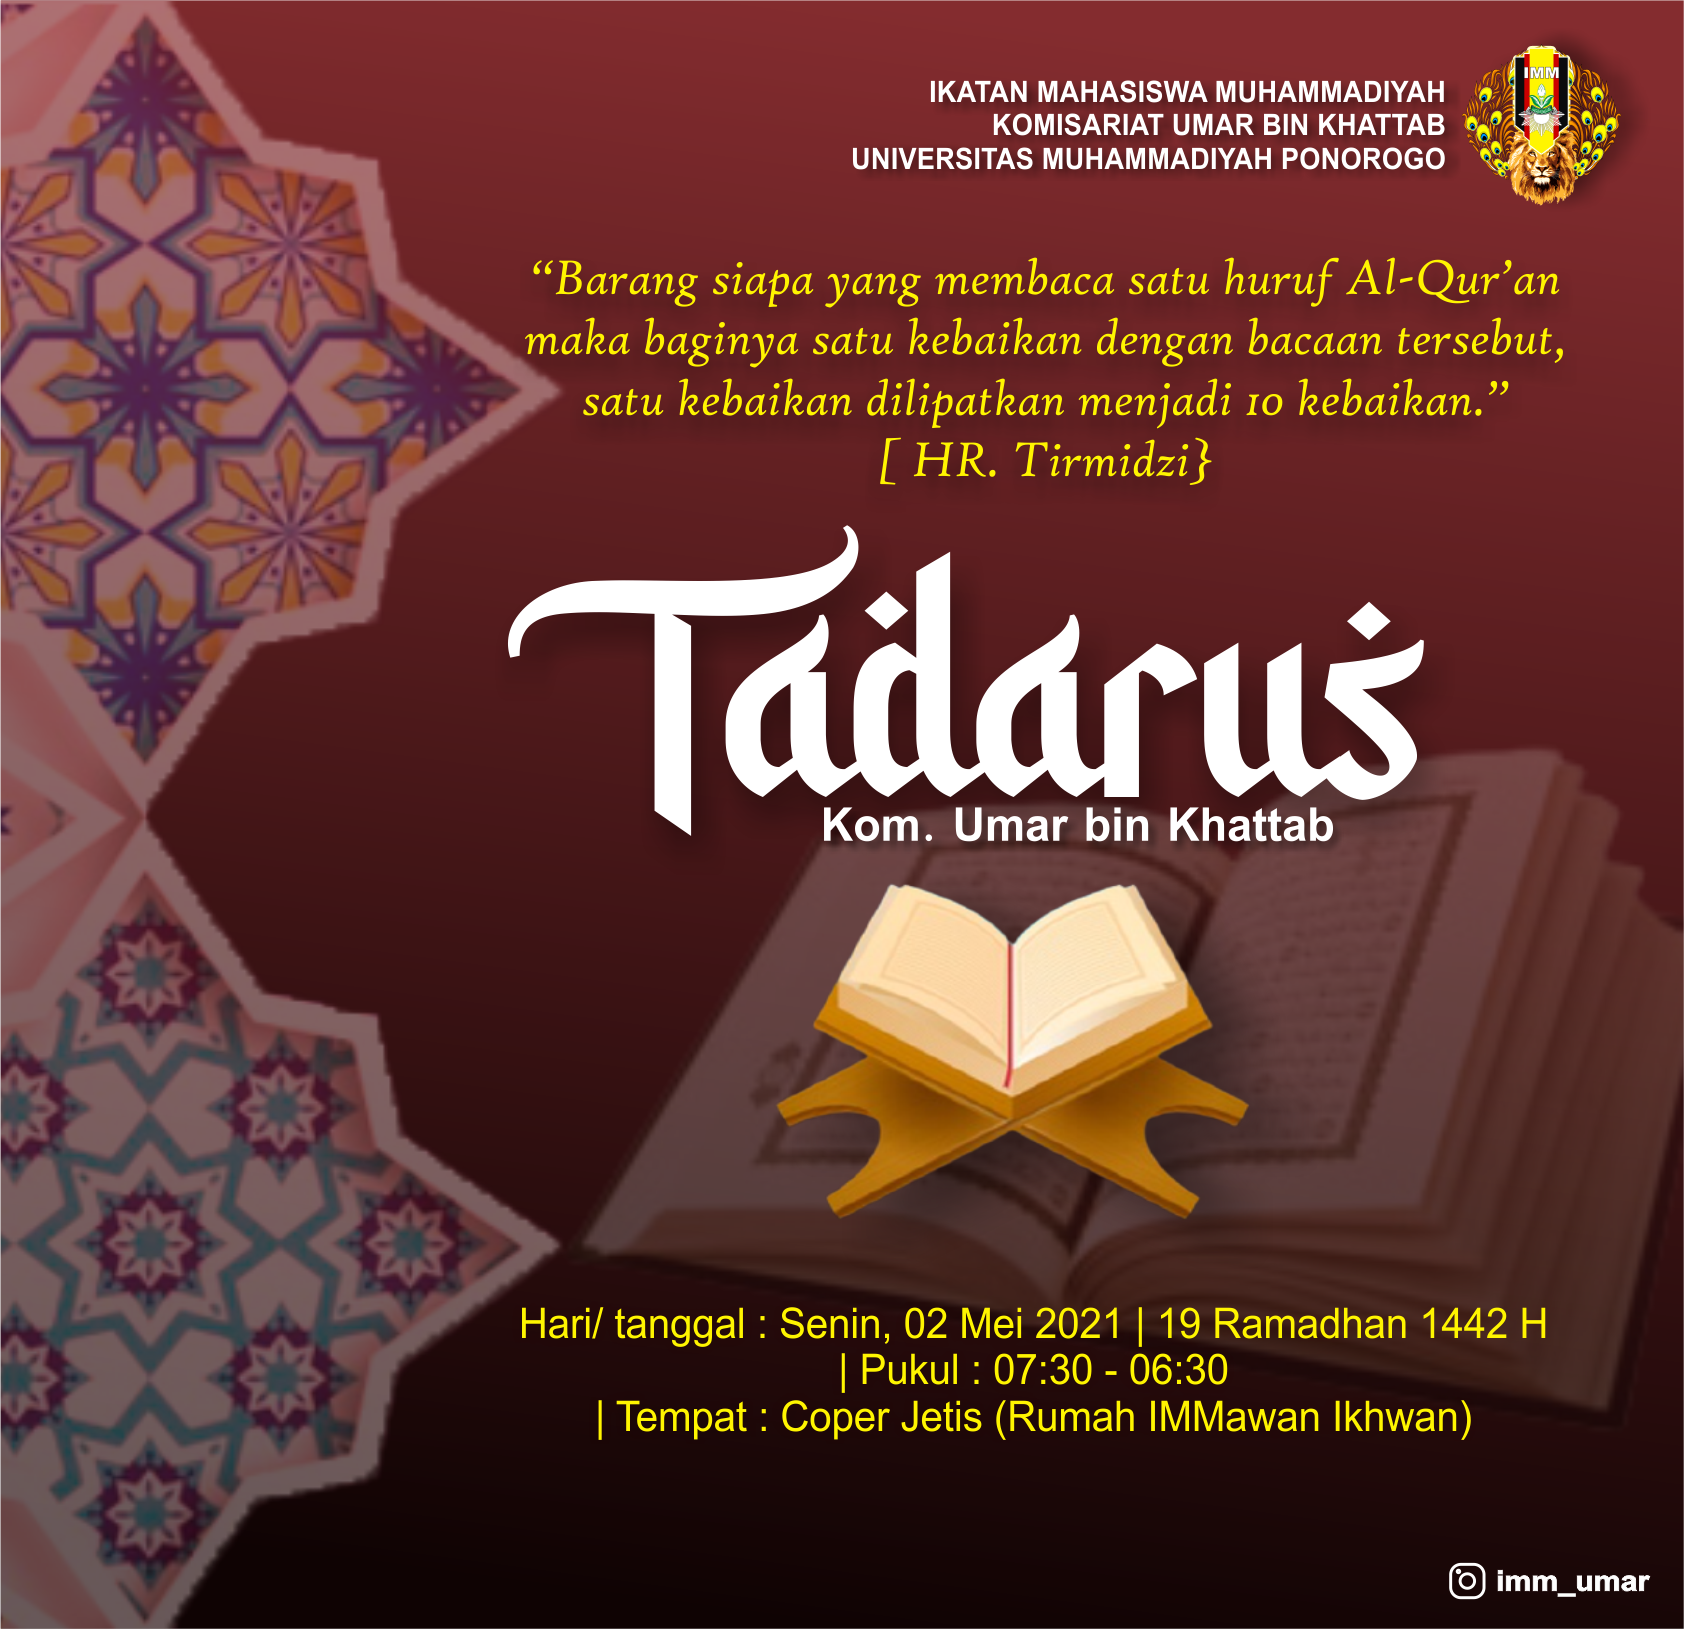 IKATAN MAHASISWA MUHAMMADIYAH
KOMISARIAT UMAR BIN KHATTAB
UNIVERSITAS MUHAMMADIYAH PONOROGO
IMM
“Barang siapa yang membaca satu huruf Al-Qur’an
maka baginya satu kebaikan dengan bacaan tersebut,
satu kebaikan dilipatkan menjadi 10 kebaikan.”
[ HR. Tirmidzi}
Tadarus
Kom. Umar bin Khattab
Hari/ tanggal : Senin, 02 Mei 2021 | 19 Ramadhan 1442 H
| Pukul : 07:30 - 06:30
| Tempat : Coper Jetis (Rumah IMMawan Ikhwan)
imm_umar